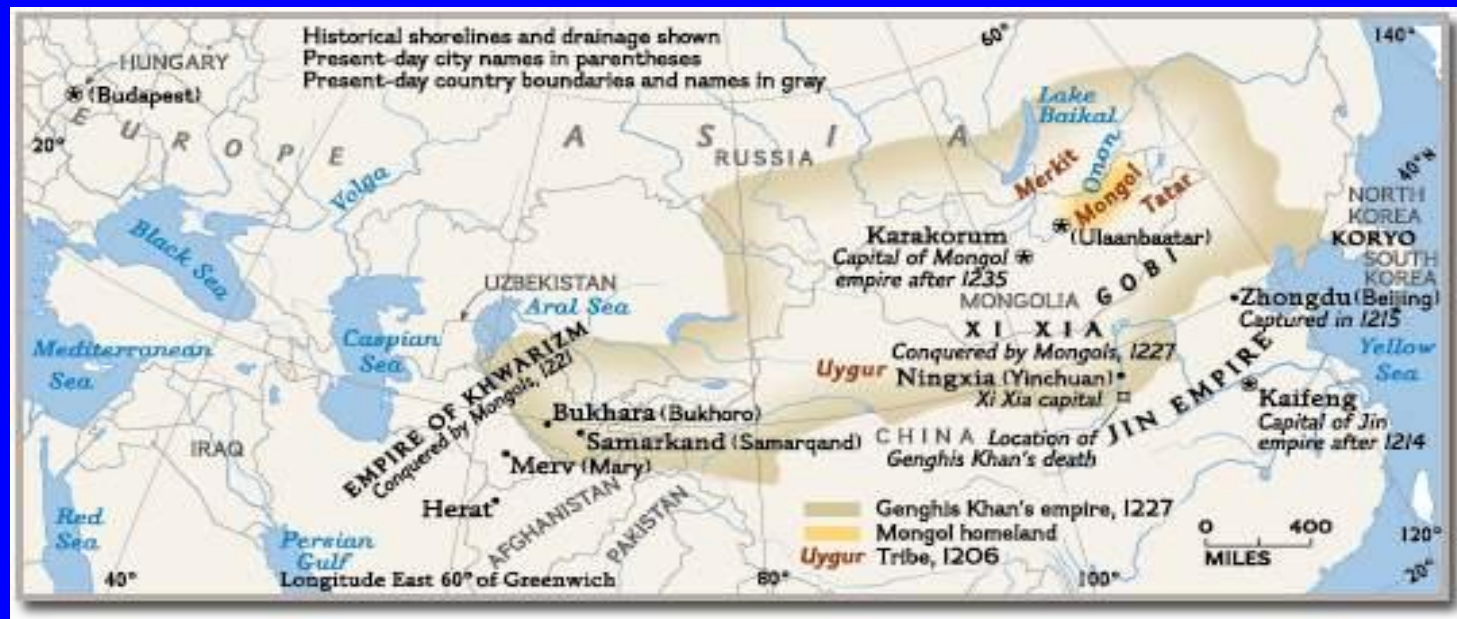 Historical shorelines and drainage shown
Present-day city names in parentheses
Present-day country boundaries and names in gray
60°
140°
HUNGARY
(Budapest)
EUROPE
20°
ASIA
RUSSIA
Volga
Black Sea
Lake
Baikal
Onon
Merkit
Mongol
Tatar
40°N
NORTH
KOREA
KORYO
SOUTH
KOREA
Karakorum
Capital of Mongol
empire after 1235
(Ulaanbaatar)
GOBI
MONGOLIA
UZBEKISTAN
Aral Sea
Caspian
Sea
Mediterranean
Sea
XI XIA
Conquered by Mongols, 1227
Uygur
Ningxia (Yinchuan)
Xi Xia capital
Zhongdu (Beijing)
Captured in 1215
Yellow
Sea
JIN EMPIRE
Kaifeng
Capital of Jin
empire after 1214
EMPIRE OF KHWARIZM
Conquered by Mongols, 1221
Bukhara (Bukhoro)
Samarkand (Samarqand)
Merv (Mary)
Herat
CHINA
Location of
Genghis Khan's death
IRAQ
AFGHANISTAN
PAKISTAN
Red
Sea
Persian
Gulf
Genghis Khan's empire, 1227
Mongol homeland
Uygur Tribe, 1206
0 400
MILES
120°
20°
40°
Longitude East 60° of Greenwich
80°
100°